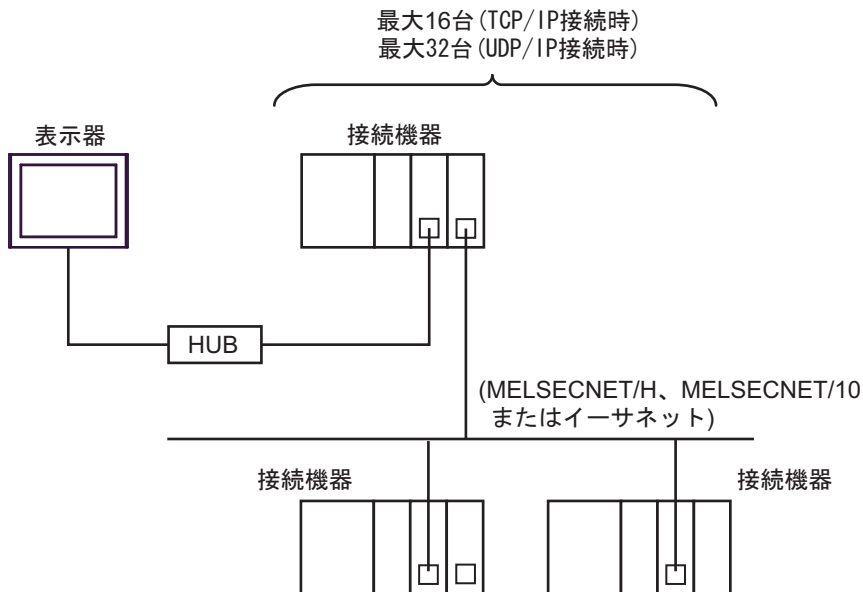 最大16台(TCP/IP接続時)
最大32台(UDP/IP接続時)
表示器
接続機器
HUB
(MELSECNET/H、MELSECNET/10
またはイーサネット)
接続機器
接続機器